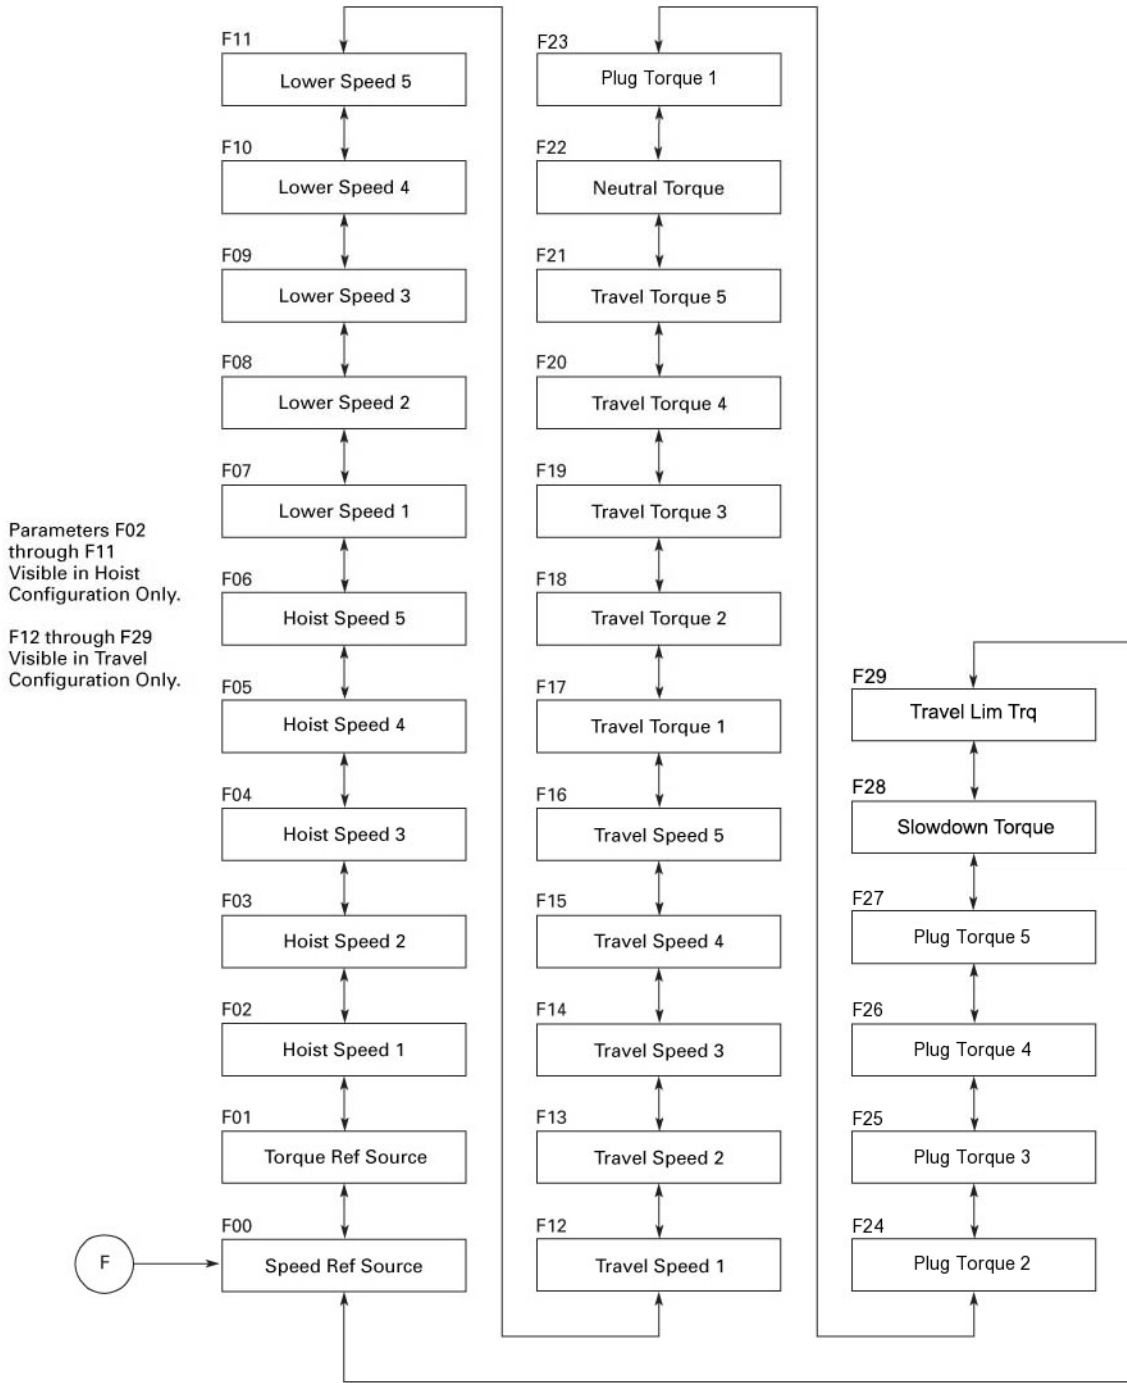 F11
Lower Speed 5
F10
Lower Speed 4
F09
Lower Speed 3
F08
Lower Speed 2
F07
Lower Speed 1
Parameters F02
through F11
Visible in Hoist
Configuration Only.
F12 through F29
Visible in Travel
Configuration Only.
F06
Hoist Speed 5
F05
Hoist Speed 4
F04
Hoist Speed 3
F03
Hoist Speed 2
F02
Hoist Speed 1
F01
Torque Ref Source
F00
F
Speed Ref Source
F23
Plug Torque 1
F22
Neutral Torque
F21
Travel Torque 5
F20
Travel Torque 4
F19
Travel Torque 3
F18
Travel Torque 2
F17
Travel Torque 1
F16
Travel Speed 5
F15
Travel Speed 4
F14
Travel Speed 3
F13
Travel Speed 2
F12
Travel Speed 1
F29
Travel Lim Trq
F28
Slowdown Torque
F27
Plug Torque 5
F26
Plug Torque 4
F25
Plug Torque 3
F24
Plug Torque 2